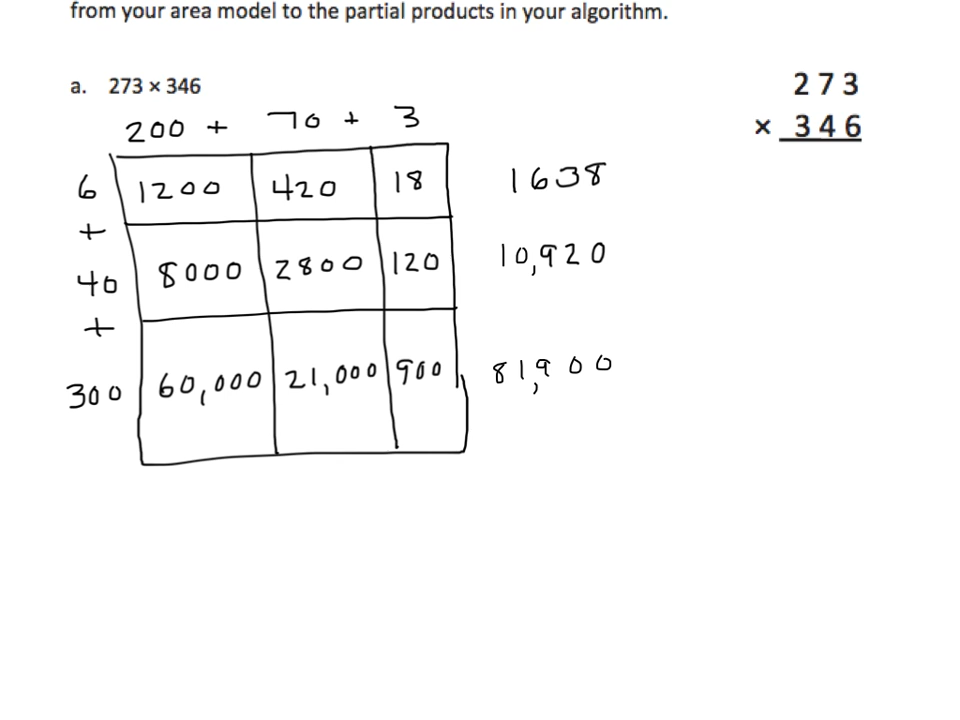 from your area model to the partial products in your algorithm.
a. 273 × 346
200 + 70 + 3
273
× 346
6 1200 420 18 1638
+
40 8000 2800 120 10,920
+
300 60,000 21,000 900 81,900